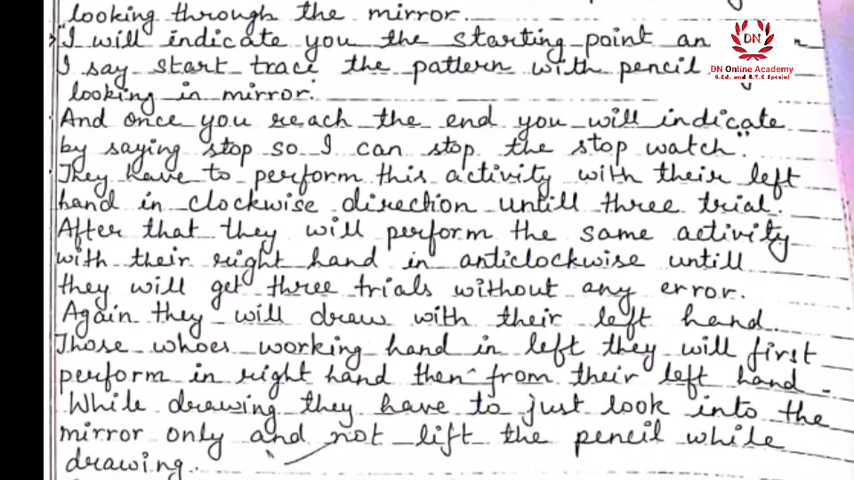 looking through the mirror.
"I will indicate you the starting point an
I say start trace the pattern with pencil
looking in mirror.
And once you reach the end you will indicate
by saying stop so I can stop the stop watch".
They have to perform this activity with their left
hand in clockwise direction untill three trial.
After that they will perform the same activity
with their right hand in anticlockwise untill
they will get three trials without any error.
Again they will draw with their left hand.
Those whoes working hand in left they will first
perform in right hand then from their left hand.
While drawing they have to just look into the
mirror only and not lift the pencil while
drawing.
DN
DN Online Academy
B.Ed. and B.T.C Special